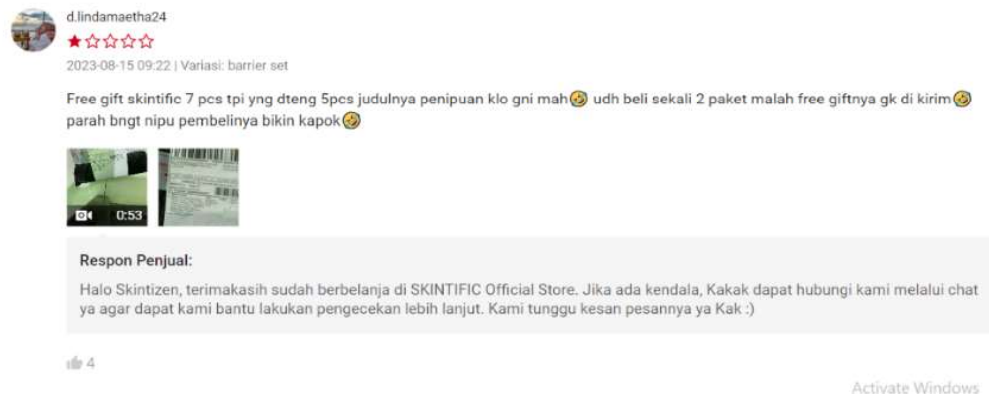 d.lindamaetha24
2023-08-15 09:22 | Variasi: barrier set
Free gift skintific 7 pcs tpi yng dteng 5pcs judulnya penipuan klo gni mah🤣 udh beli sekali 2 paket malah free giftnya gk di kirim🤣
parah bngt nipu pembelinya bikin kapok🤣
0:53
Respon Penjual:
Halo Skintizen, terimakasih sudah berbelanja di SKINTIFIC Official Store. Jika ada kendala, Kakak dapat hubungi kami melalui chat
ya agar dapat kami bantu lakukan pengecekan lebih lanjut. Kami tunggu kesan pesannya ya Kak :)
4
Activate Windows